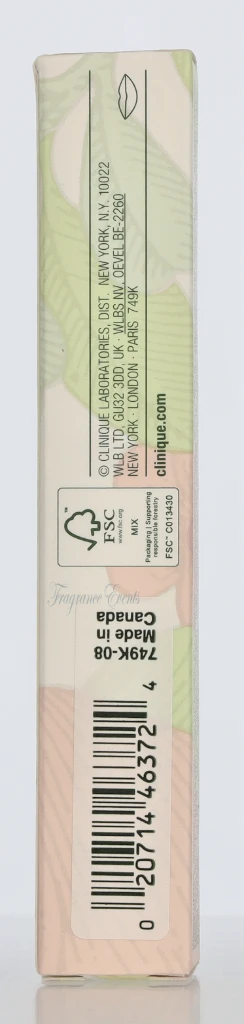 © CLINIQUE LABORATORIES, DIST. NEW YORK, N.Y. 10022
WLB LTD, GU32 3DD, UK · WLBS NV, OEVEL BE-2260
NEW YORK · LONDON · PARIS 749K
clinique.com
™
FSC
www.fsc.org
MIX
Packaging | Supporting
responsible forestry
FSC™ C013430
Fragrance Events
749K-08
Made in
Canada
0 20714 46372 4